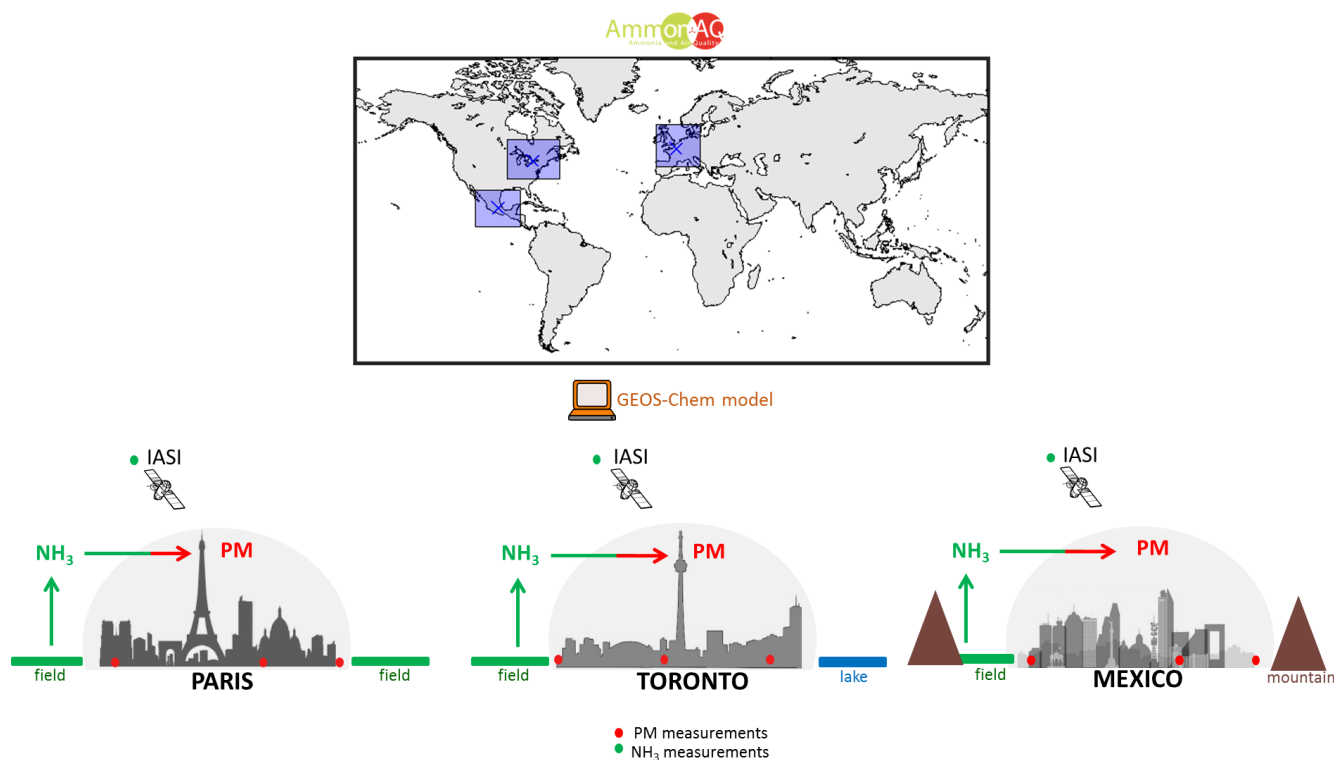 AmmonAQ
Ammonia and Air Quality
GEOS-Chem model
IASI
IASI
IASI
NH₃ PM
NH₃ PM
NH₃ PM
field
PARIS
field
field
TORONTO
lake
field
MEXICO
mountain
PM measurements
NH₃ measurements